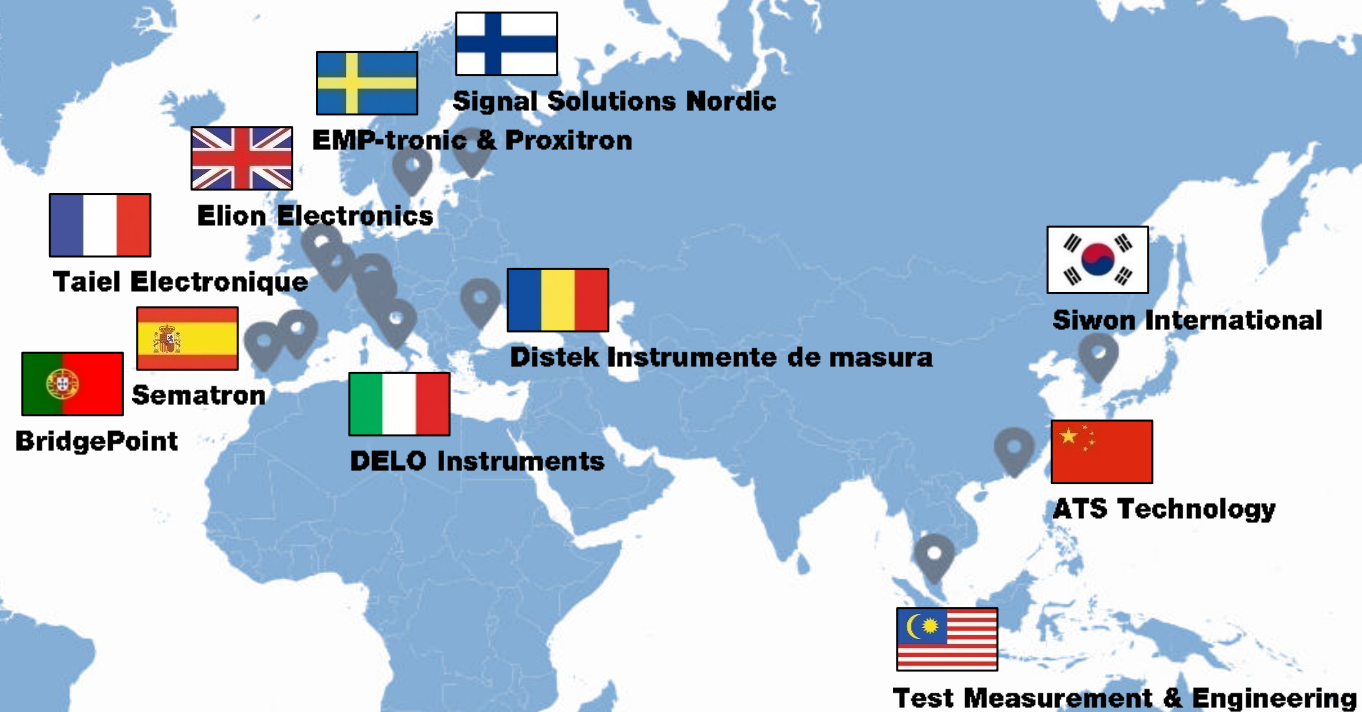 Signal Solutions Nordic
EMP-tronic & Proxitron
Elion Electronics
Taiel Electronique
Siwon International
Distek Instrumente de masura
Sematron
BridgePoint
DELO Instruments
ATS Technology
Test Measurement & Engineering